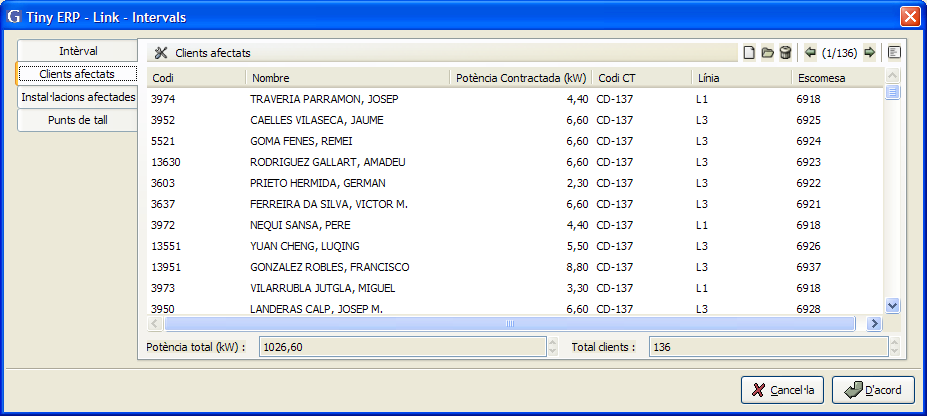 G Tiny ERP - Link - Intervals
Intèrval
Clients afectats
Instal·lacions afectades
Punts de tall
Clients afectats (1/136)
Codi Nombre Potència Contractada (kW) Codi CT Línia Escomesa
3974 TRAVERIA PARRAMON, JOSEP 4,40 CD-137 L1 6918
3952 CAELLES VILASECA, JAUME 6,60 CD-137 L3 6925
5521 GOMA FENES, REMEI 6,60 CD-137 L3 6924
13630 RODRIGUEZ GALLART, AMADEU 6,60 CD-137 L3 6923
3603 PRIETO HERMIDA, GERMAN 2,30 CD-137 L3 6922
3637 FERREIRA DA SILVA, VICTOR M. 6,60 CD-137 L3 6921
3972 NEQUI SANSA, PERE 4,40 CD-137 L1 6918
13551 YUAN CHENG, LUQING 5,50 CD-137 L3 6926
13951 GONZALEZ ROBLES, FRANCISCO 8,80 CD-137 L3 6937
3973 VILARRUBLA JUTGLA, MIGUEL 3,30 CD-137 L1 6918
3950 LANDERAS CALP, JOSEP M. 6,60 CD-137 L3 6928
Potència total (kW) : 1026,60 Total clients : 136
Cancel·la D'acord